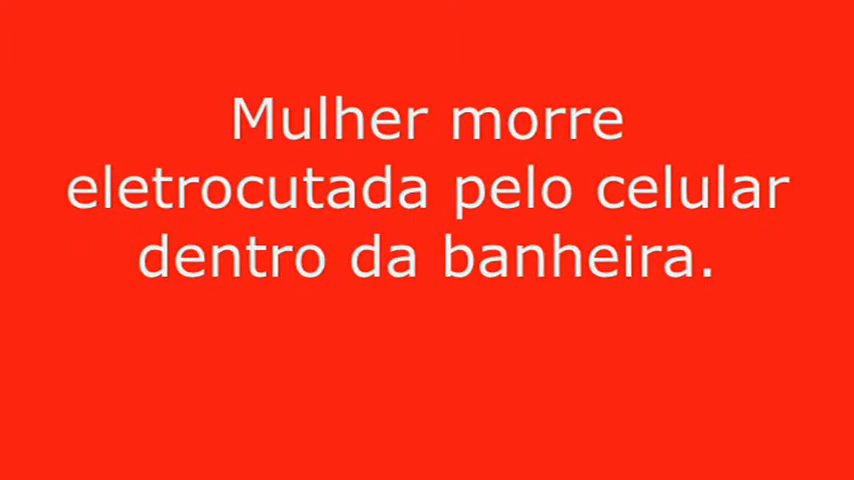 Mulher morre
eletrocutada pelo celular
dentro da banheira.